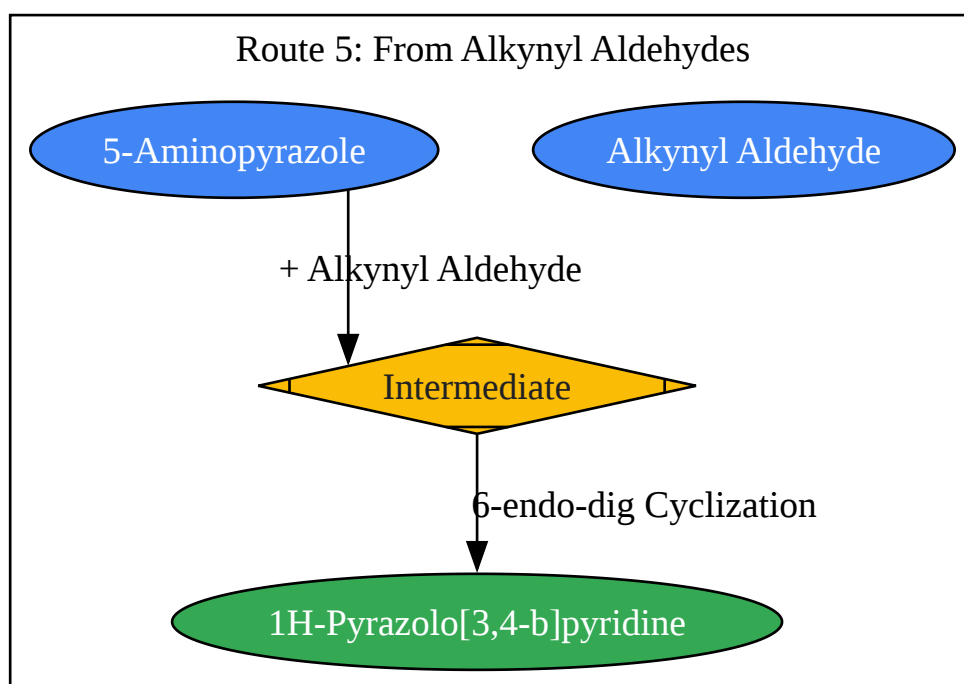 Route 5: From Alkynyl Aldehydes
5-Aminopyrazole
Alkynyl Aldehyde
+ Alkynyl Aldehyde
Intermediate
6-endo-dig Cyclization
1H-Pyrazolo[3,4-b]pyridine